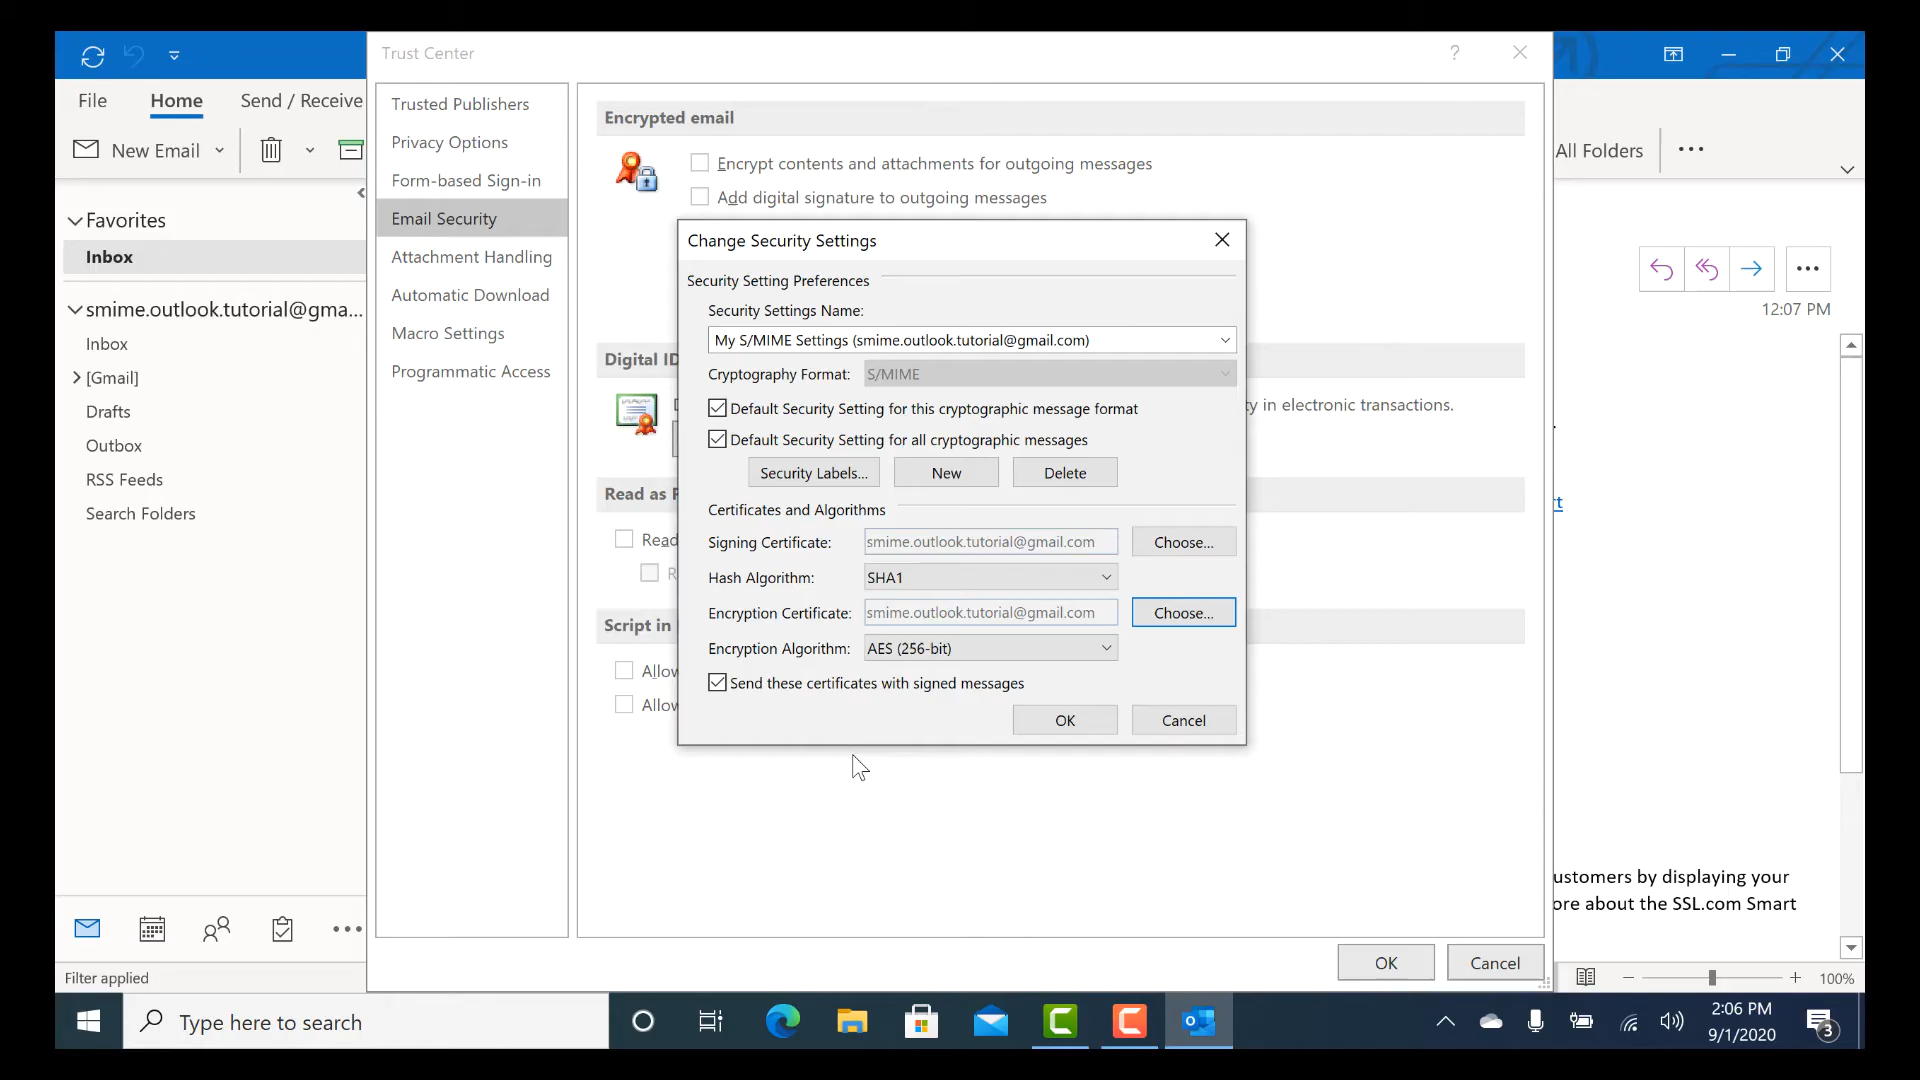 Trust Center
?
File
Home
Send / Receive
New Email
All Folders
Favorites
Inbox
smime.outlook.tutorial@gma...
Inbox
[Gmail]
Drafts
Outbox
RSS Feeds
Search Folders
Filter applied
Trusted Publishers
Privacy Options
Form-based Sign-in
Email Security
Attachment Handling
Automatic Download
Macro Settings
Programmatic Access
Encrypted email
Encrypt contents and attachments for outgoing messages
Add digital signature to outgoing messages
Digital ID
ty in electronic transactions.
Read as P
Read
R
Script in
Allow
Allow
Change Security Settings
Security Setting Preferences
Security Settings Name:
My S/MIME Settings (smime.outlook.tutorial@gmail.com)
Cryptography Format: S/MIME
Default Security Setting for this cryptographic message format
Default Security Setting for all cryptographic messages
Security Labels... New Delete
Certificates and Algorithms
Signing Certificate: smime.outlook.tutorial@gmail.com Choose...
Hash Algorithm: SHA1
Encryption Certificate: smime.outlook.tutorial@gmail.com Choose...
Encryption Algorithm: AES (256-bit)
Send these certificates with signed messages
OK Cancel
OK Cancel
12:07 PM
rt
ustomers by displaying your
ore about the SSL.com Smart
100%
Type here to search
2:06 PM
9/1/2020
3